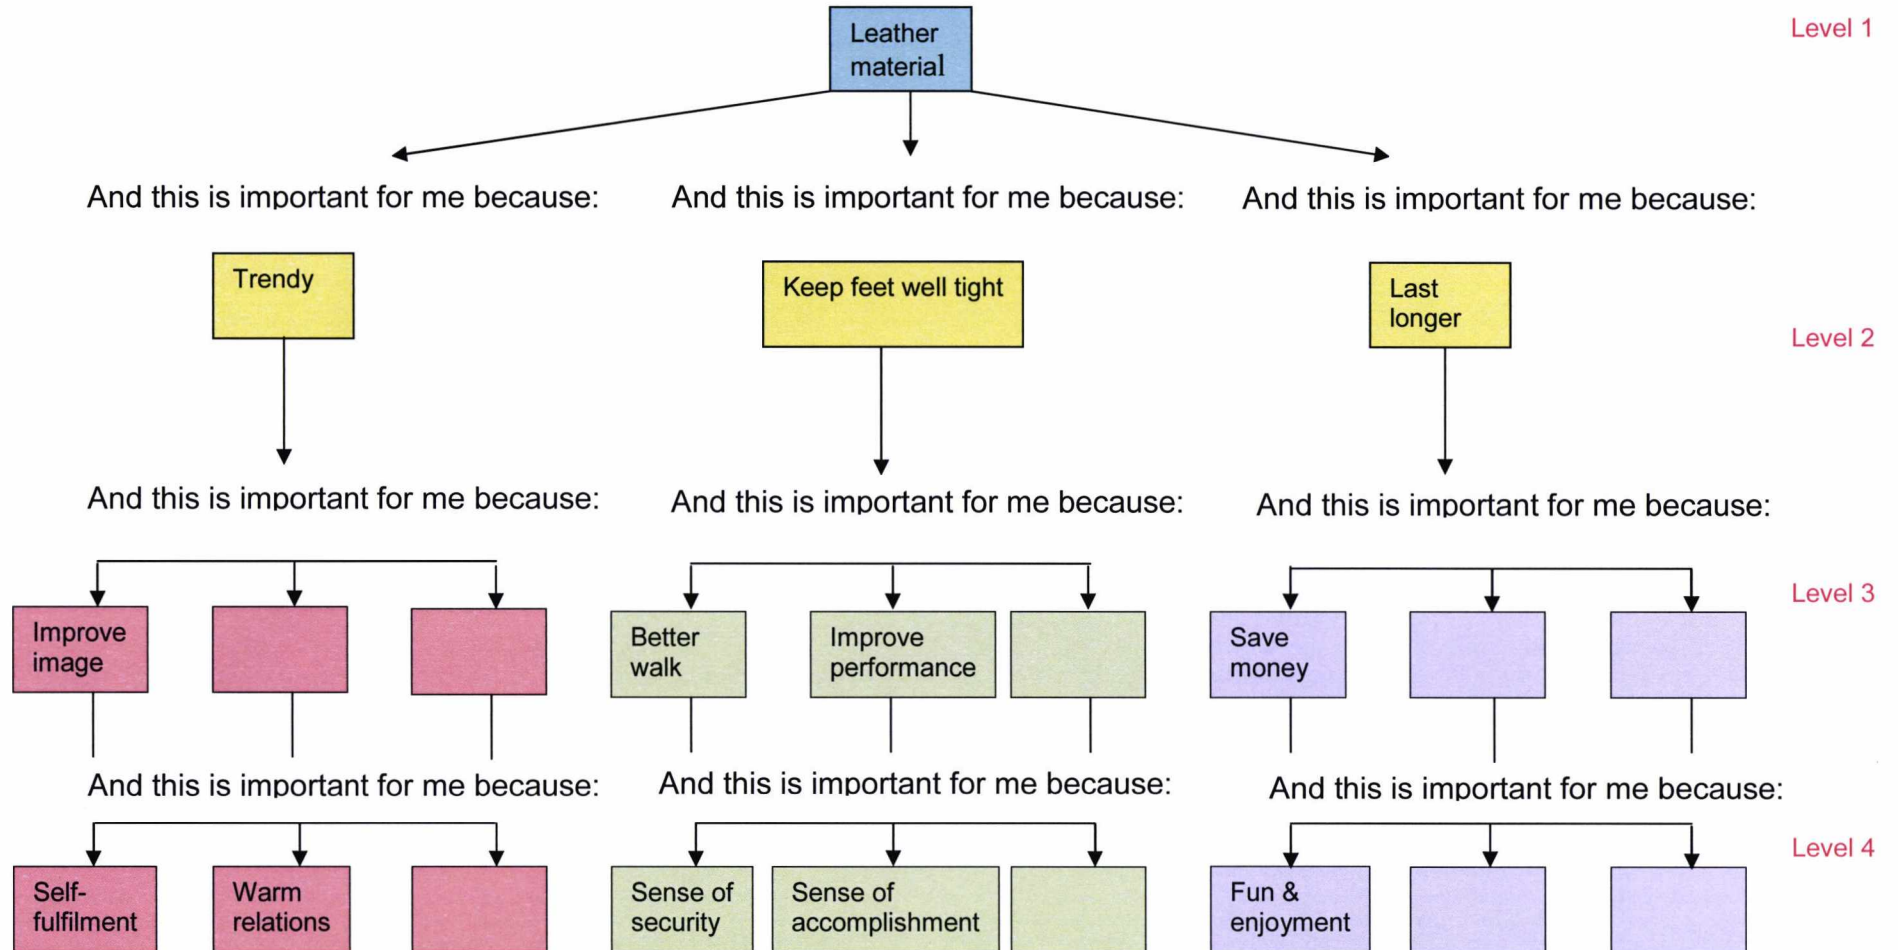 Level 1
Leather
material
And this is important for me because:
And this is important for me because:
And this is important for me because:
Trendy
Keep feet well tight
Last
longer
Level 2
And this is important for me because:
And this is important for me because:
And this is important for me because:
Level 3
Improve
image
Better
walk
Improve
performance
Save
money
And this is important for me because:
And this is important for me because:
And this is important for me because:
Level 4
Self-
fulfilment
Warm
relations
Sense of
security
Sense of
accomplishment
Fun &
enjoyment